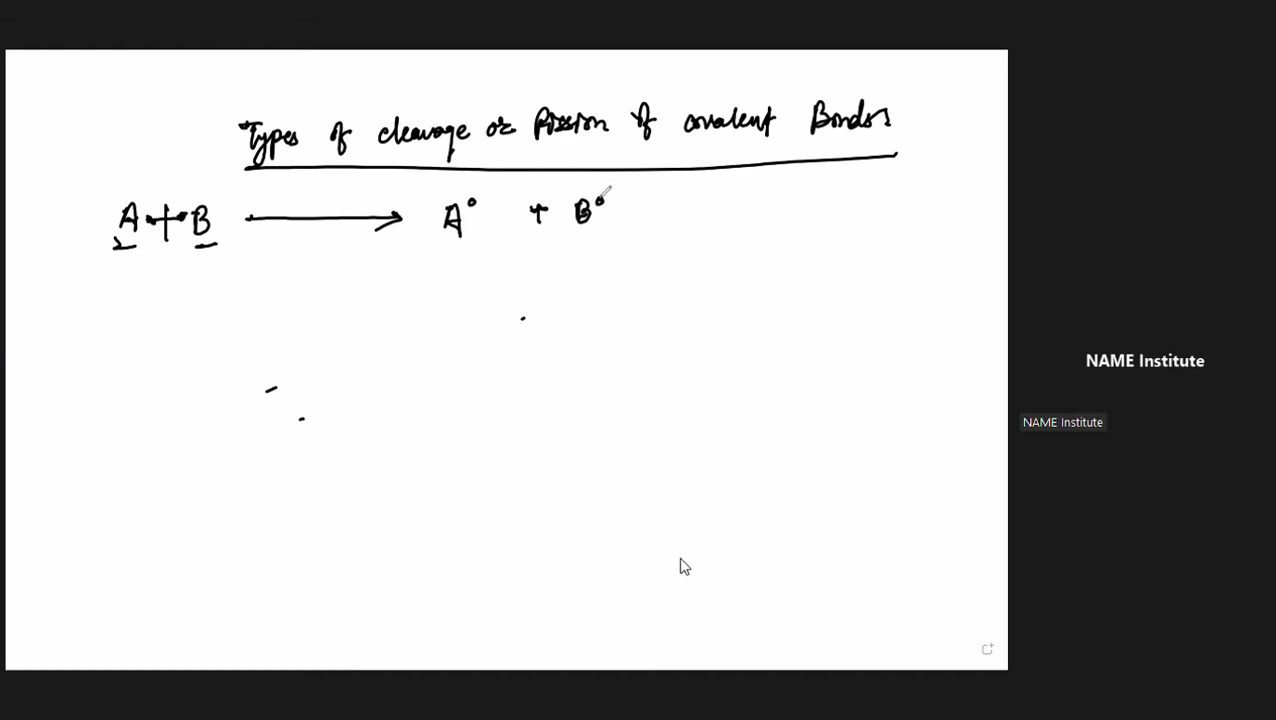 Types of cleavage or Fission of covalent Bonds
A + B ⟶ A° + B°
NAME Institute
NAME Institute